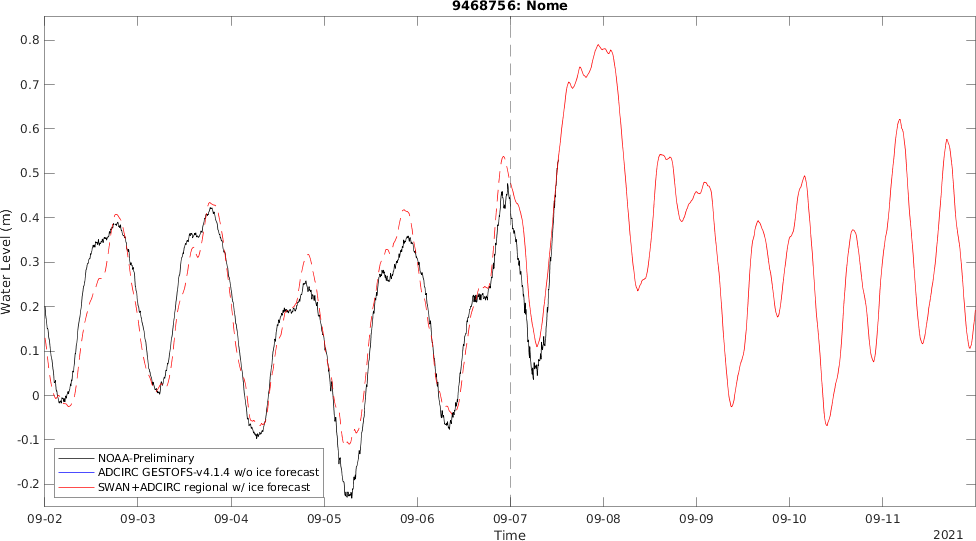 9468756: Nome
0.8
0.7
0.6
0.5
0.4
0.3
0.2
0.1
0
-0.1
-0.2
Water Level (m)
NOAA-Preliminary
ADCIRC GESTOFS-v4.1.4 w/o ice forecast
SWAN+ADCIRC regional w/ ice forecast
09-02 09-03 09-04 09-05 09-06 09-07 09-08 09-09 09-10 09-11
Time
2021